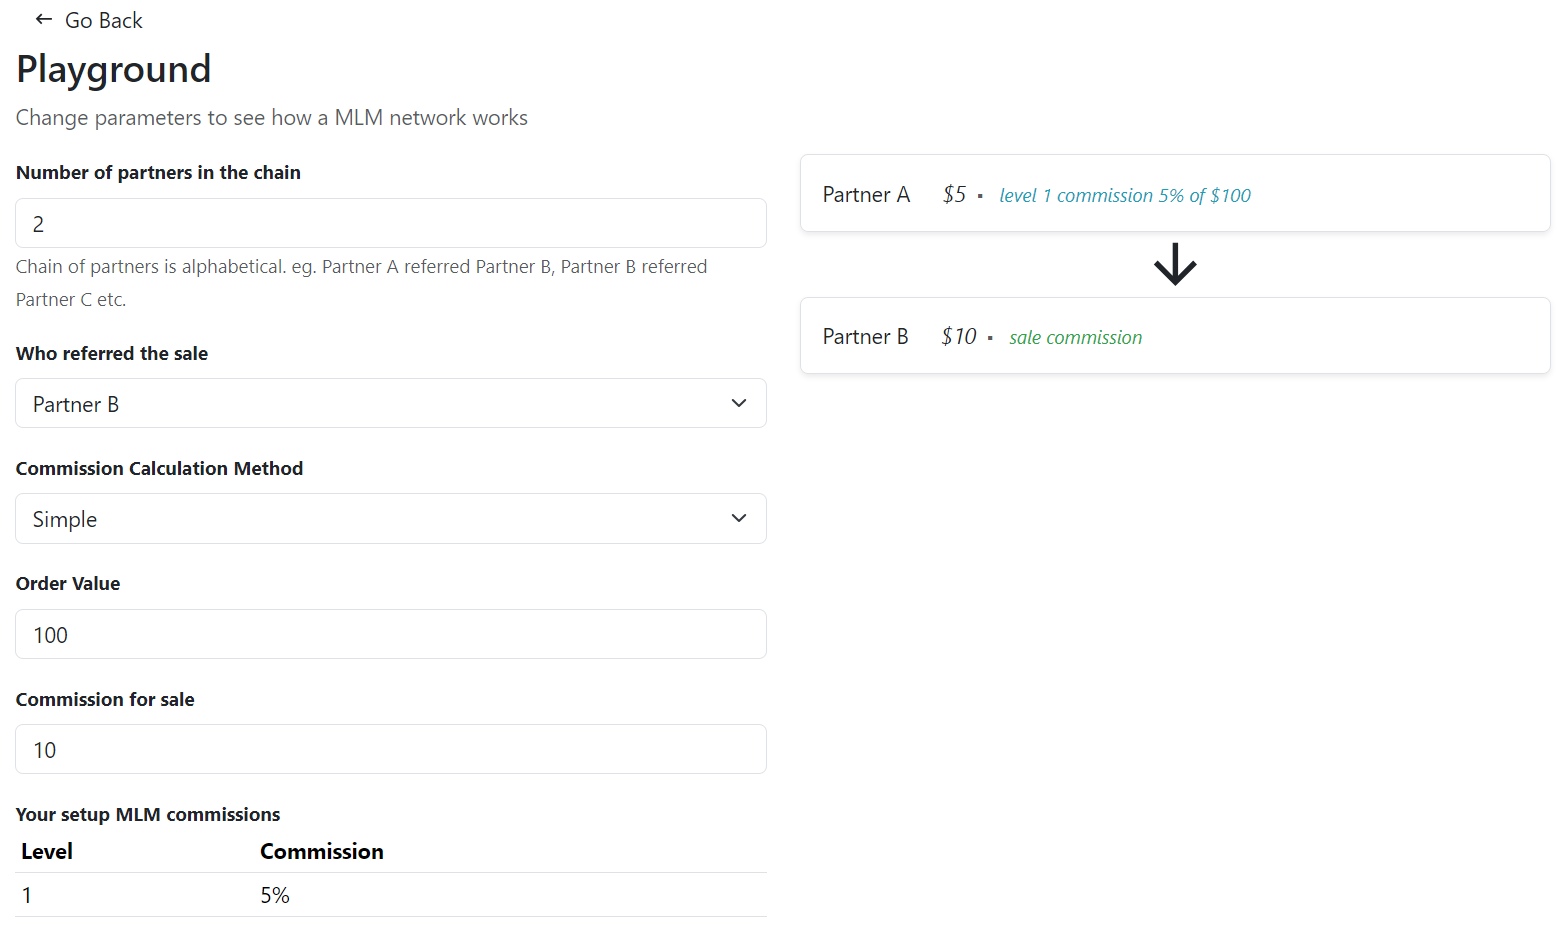 ← Go Back
Playground
Change parameters to see how a MLM network works
Number of partners in the chain
2
Chain of partners is alphabetical. eg. Partner A referred Partner B, Partner B referred
Partner C etc.
Who referred the sale
Partner B
Commission Calculation Method
Simple
Order Value
100
Commission for sale
10
Your setup MLM commissions
Level Commission
1 5%
Partner A $5 · level 1 commission 5% of $100
Partner B $10 · sale commission